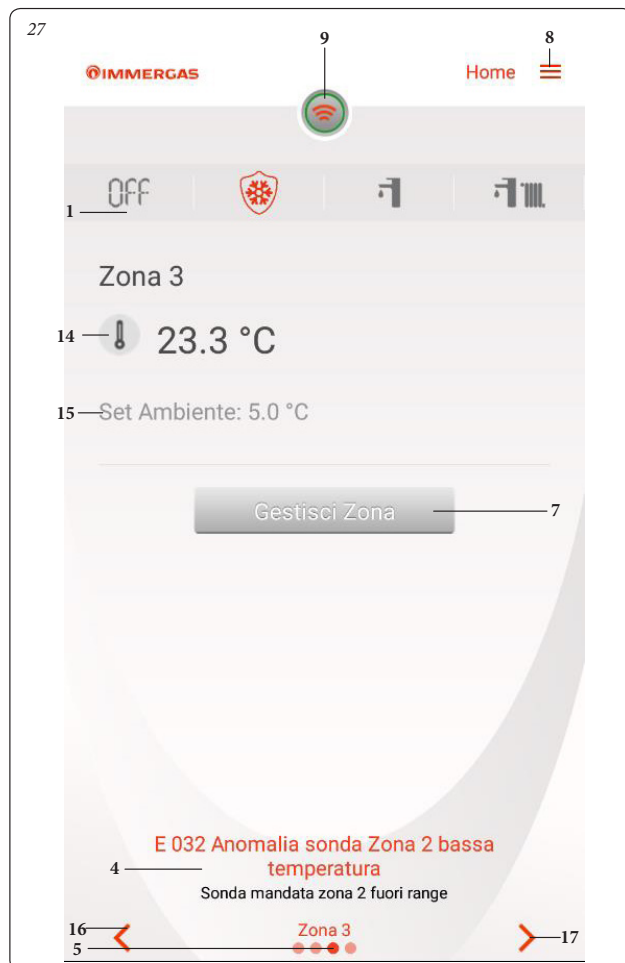 27
9
8
IMMERGAS
Home
OFF
1
Zona 3
14
23.3 °C
15
Set Ambiente: 5.0 °C
Gestisci Zona
7
E 032 Anomalia sonda Zona 2 bassa
temperatura
4
Sonda mandata zona 2 fuori range
16
Zona 3
17
5